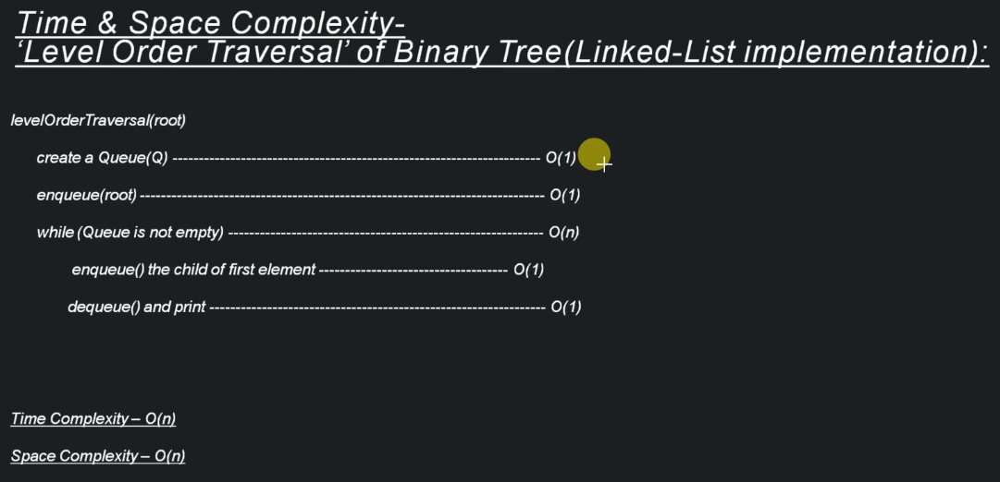 Time & Space Complexity-
‘Level Order Traversal’ of Binary Tree(Linked-List implementation):
levelOrderTraversal(root)
create a Queue(Q) ---------------------------------------------------------------------- O(1)
enqueue(root) ----------------------------------------------------------------------------- O(1)
while (Queue is not empty) ------------------------------------------------------------ O(n)
enqueue() the child of first element ------------------------------------ O(1)
dequeue() and print ---------------------------------------------------------------- O(1)
Time Complexity – O(n)
Space Complexity – O(n)